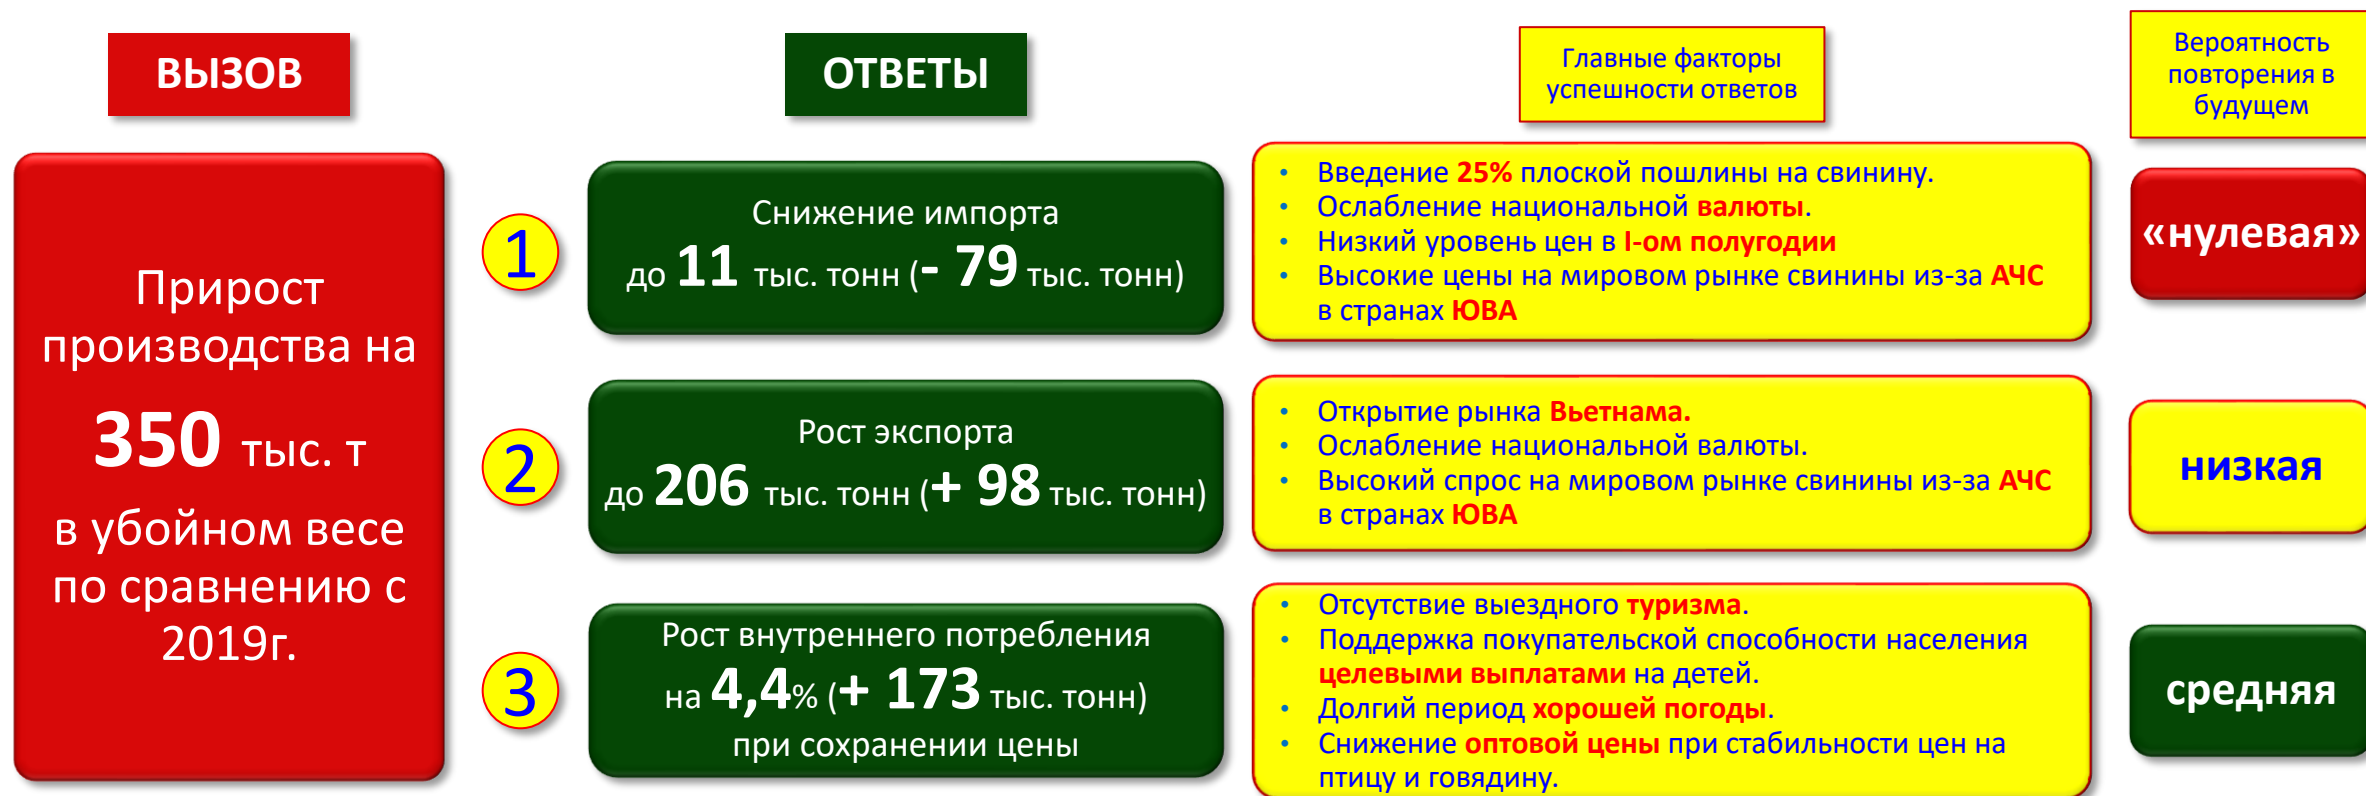 ВЫЗОВ
ОТВЕТЫ
Главные факторы
успешности ответов
Вероятность
повторения в
будущем
Прирост
производства на
350 тыс. т
в убойном весе
по сравнению с
2019г.
1
Снижение импорта
до 11 тыс. тонн (- 79 тыс. тонн)
• Введение 25% плоской пошлины на свинину.
• Ослабление национальной валюты.
• Низкий уровень цен в I-ом полугодии
• Высокие цены на мировом рынке свинины из-за АЧС
в странах ЮВА
«нулевая»
2
Рост экспорта
до 206 тыс. тонн (+ 98 тыс. тонн)
• Открытие рынка Вьетнама.
• Ослабление национальной валюты.
• Высокий спрос на мировом рынке свинины из-за АЧС
в странах ЮВА
низкая
3
Рост внутреннего потребления
на 4,4% (+ 173 тыс. тонн)
при сохранении цены
• Отсутствие выездного туризма.
• Поддержка покупательской способности населения
целевыми выплатами на детей.
• Долгий период хорошей погоды.
• Снижение оптовой цены при стабильности цен на
птицу и говядину.
средняя